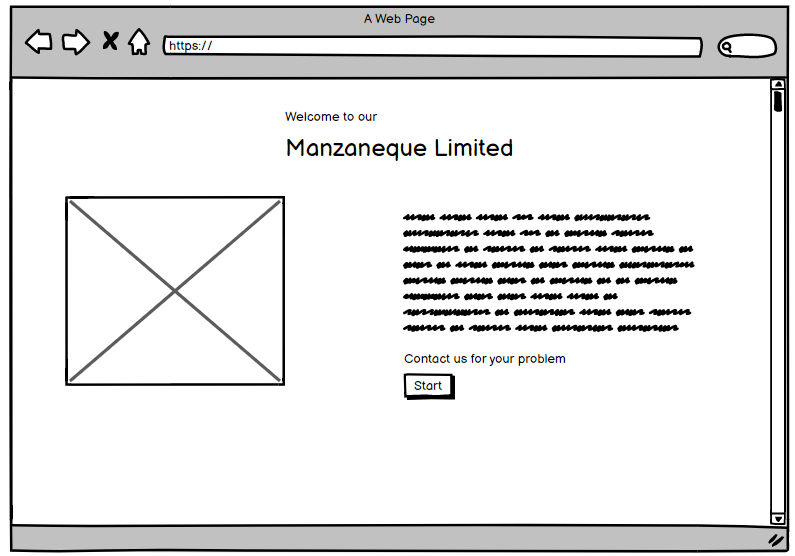 A Web Page
https://
Welcome to our
Manzaneque Limited
Contact us for your problem
Start